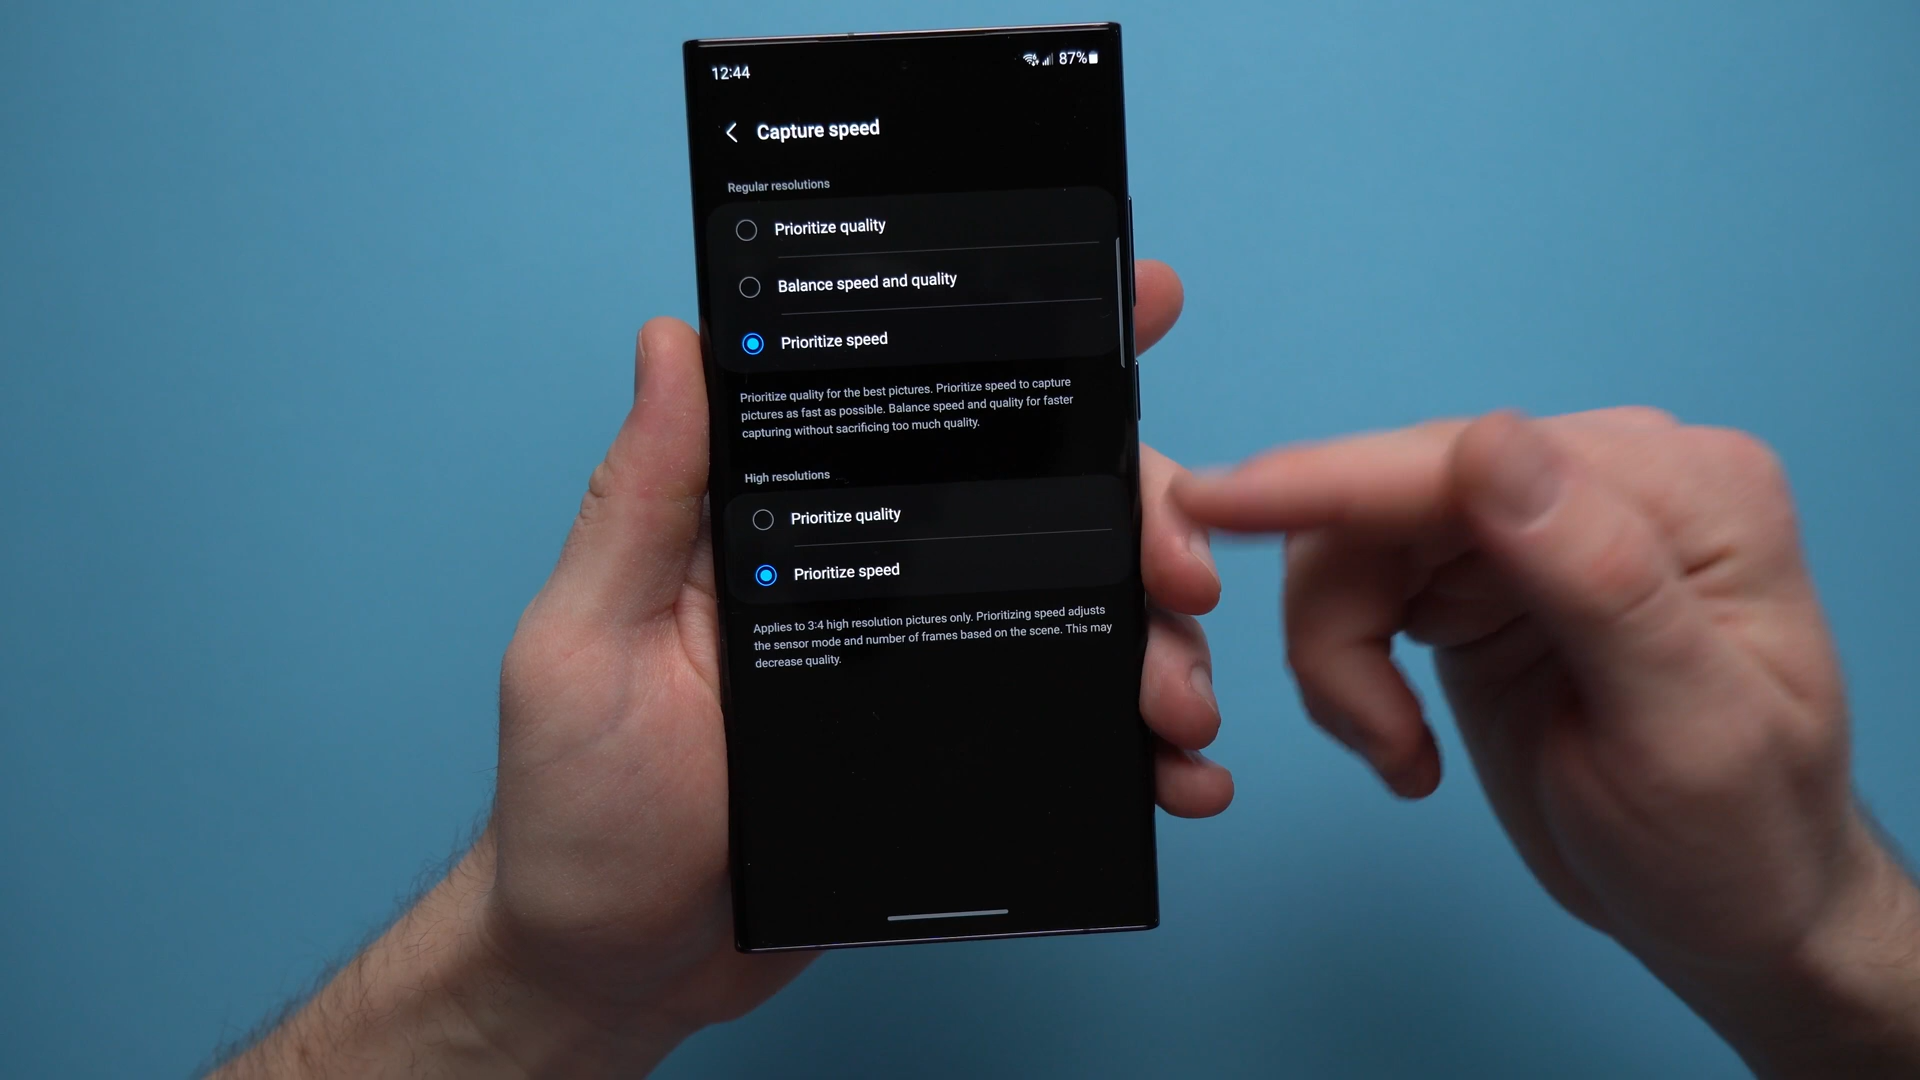 12:44
87%
Capture speed
Regular resolutions
Prioritize quality
Balance speed and quality
Prioritize speed
Prioritize quality for the best pictures. Prioritize speed to capture
pictures as fast as possible. Balance speed and quality for faster
capturing without sacrificing too much quality.
High resolutions
Prioritize quality
Prioritize speed
Applies to 3:4 high resolution pictures only. Prioritizing speed adjusts
the sensor mode and number of frames based on the scene. This may
decrease quality.